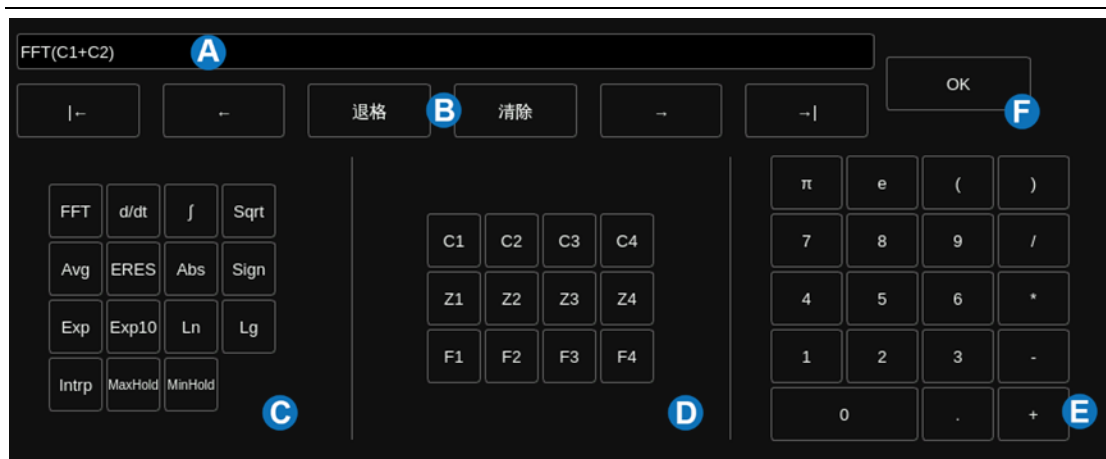 FFT(C1+C2) A
|← ← 退格 B 清除 → →| OK F
FFT d/dt ∫ Sqrt
Avg ERES Abs Sign
Exp Exp10 Ln Lg
Intrp MaxHold MinHold
C
C1 C2 C3 C4
Z1 Z2 Z3 Z4
F1 F2 F3 F4
D
π e ( )
7 8 9 /
4 5 6 *
1 2 3 -
0 . + E